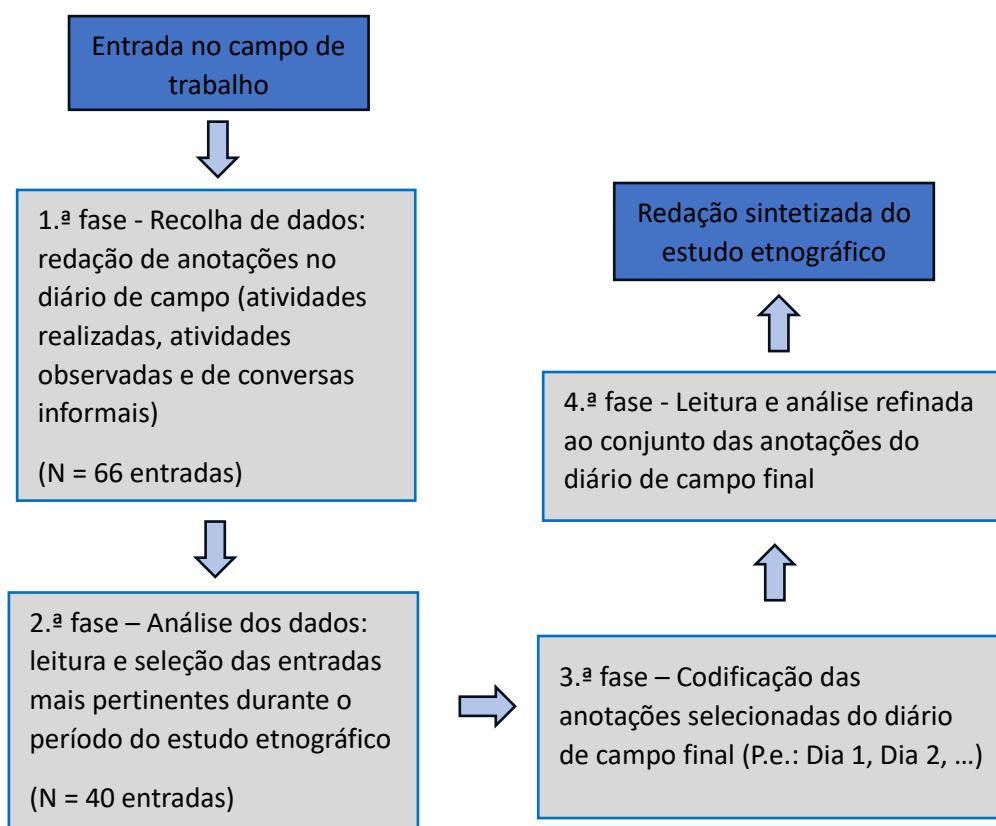 Entrada no campo de
trabalho
1.ª fase - Recolha de dados:
redação de anotações no
diário de campo (atividades
realizadas, atividades
observadas e de conversas
informais)
(N = 66 entradas)
2.ª fase – Análise dos dados:
leitura e seleção das entradas
mais pertinentes durante o
período do estudo etnográfico
(N = 40 entradas)
3.ª fase – Codificação das
anotações selecionadas do diário
de campo final (P.e.: Dia 1, Dia 2, ...)
4.ª fase - Leitura e análise refinada
ao conjunto das anotações do
diário de campo final
Redação sintetizada do
estudo etnográfico